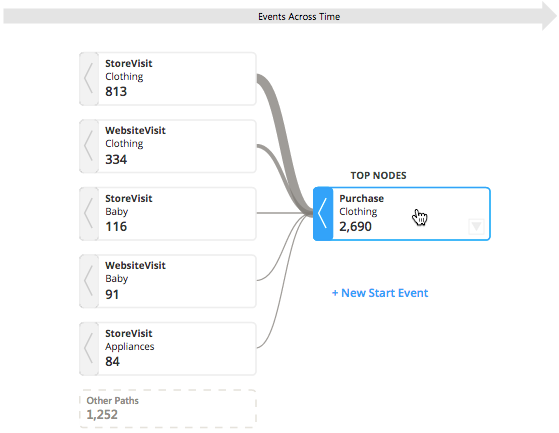 Events Across Time
StoreVisit
Clothing
813
WebsiteVisit
Clothing
334
StoreVisit
Baby
116
WebsiteVisit
Baby
91
StoreVisit
Appliances
84
Other Paths
1,252
TOP NODES
Purchase
Clothing
2,690
+ New Start Event